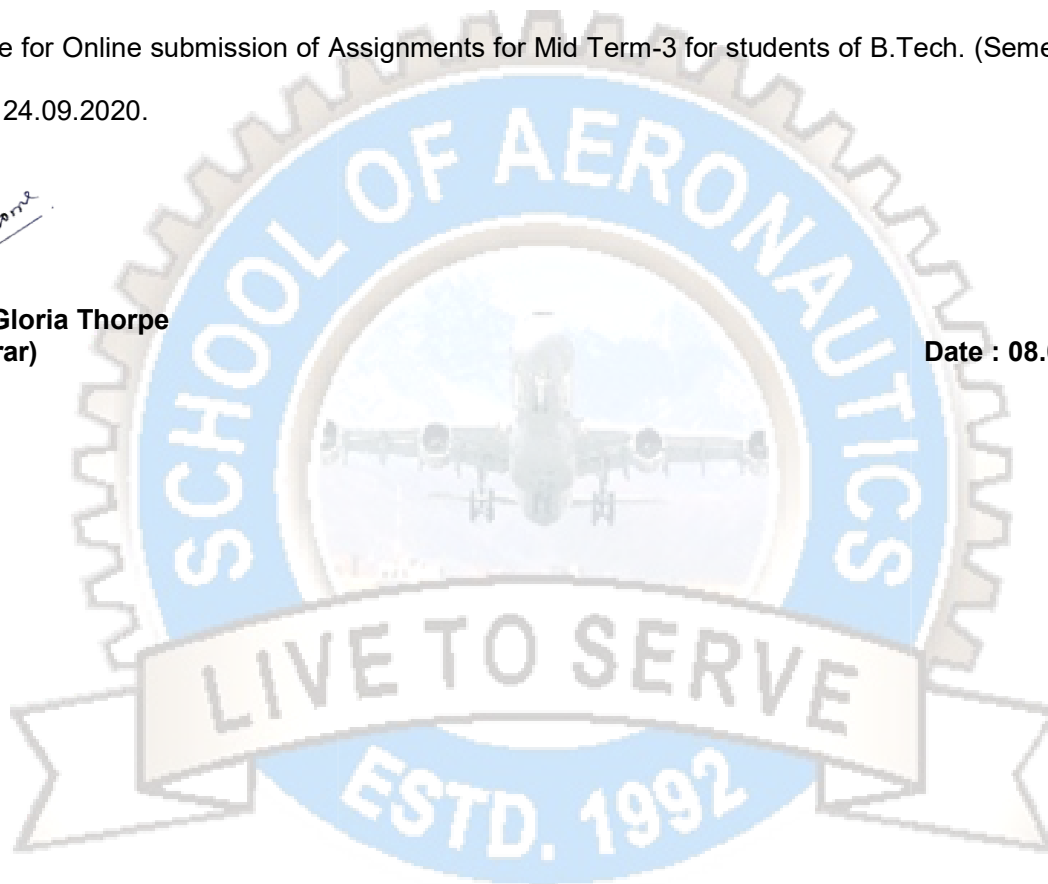 e for Online submission of Assignments for Mid Term-3 for students of B.Tech. (Seme
24.09.2020.
Gloria Thorpe
rar)
Date : 08.
SCHOOL OF AERONAUTICS
LIVE TO SERVE
ESTD. 1992